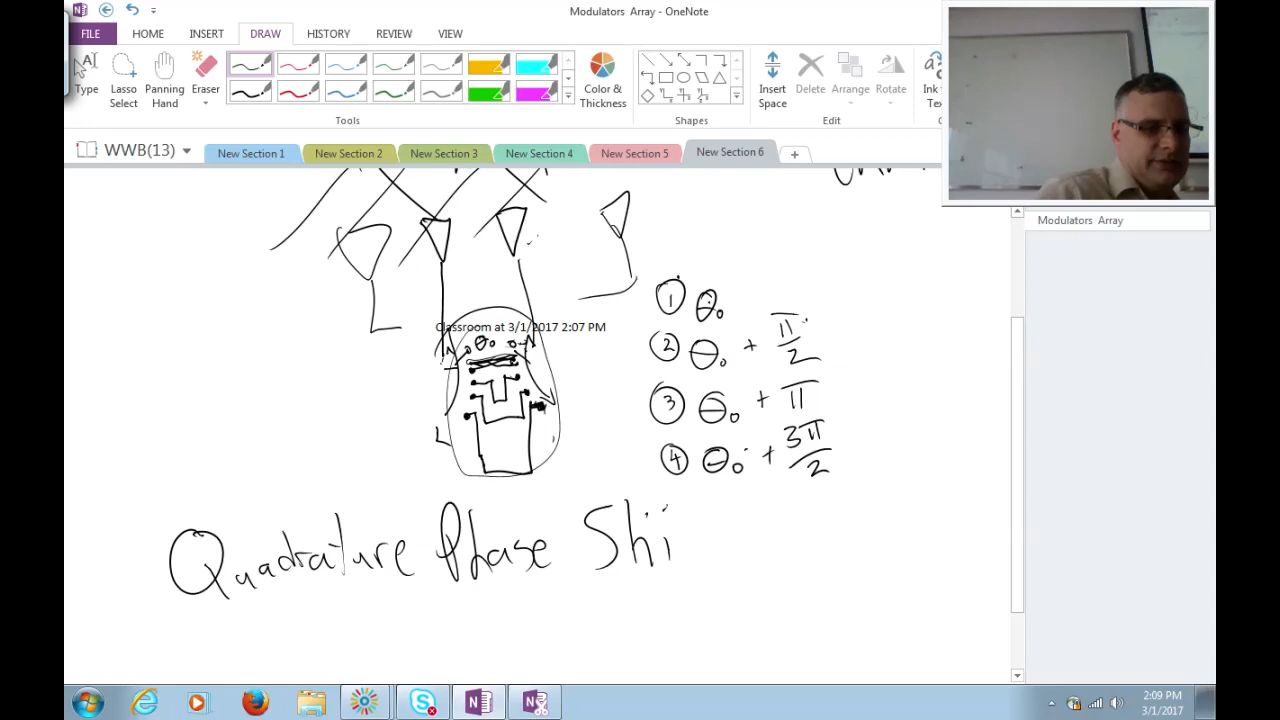 Modulators Array - OneNote
FILE HOME INSERT DRAW HISTORY REVIEW VIEW
Type
Lasso Select
Panning Hand
Eraser
Color & Thickness
Insert Space
Delete
Arrange
Rotate
Ink to
Tools
Shapes
Edit
WWB(13)
New Section 1
New Section 2
New Section 3
New Section 4
New Section 5
New Section 6
Modulators Array
Classroom at 3/1/2017 2:07 PM
θ₀
① θ₀
② θ₀ + π/2
③ θ₀ + π
④ θ₀ + 3π/2
Quadrature Phase Shi
2:09 PM
3/1/2017